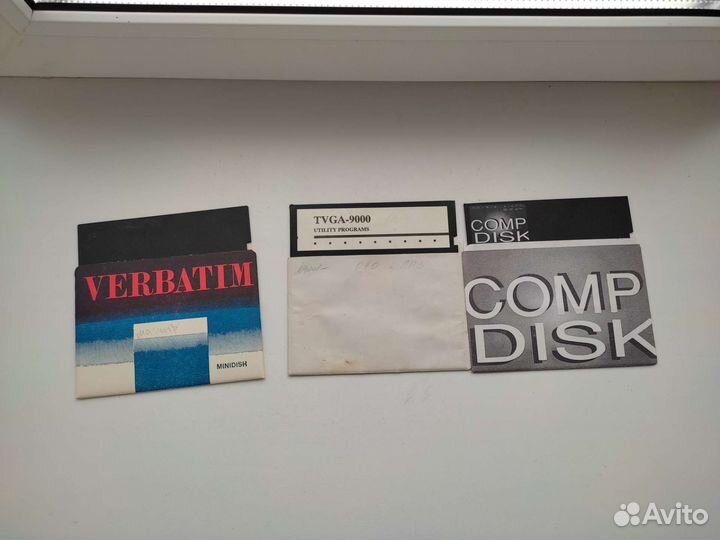 VERBATIM
MINIDISK
TVGA-9000
UTILITY PROGRAMS
COMP
DISK
COMP
DISK
Avito